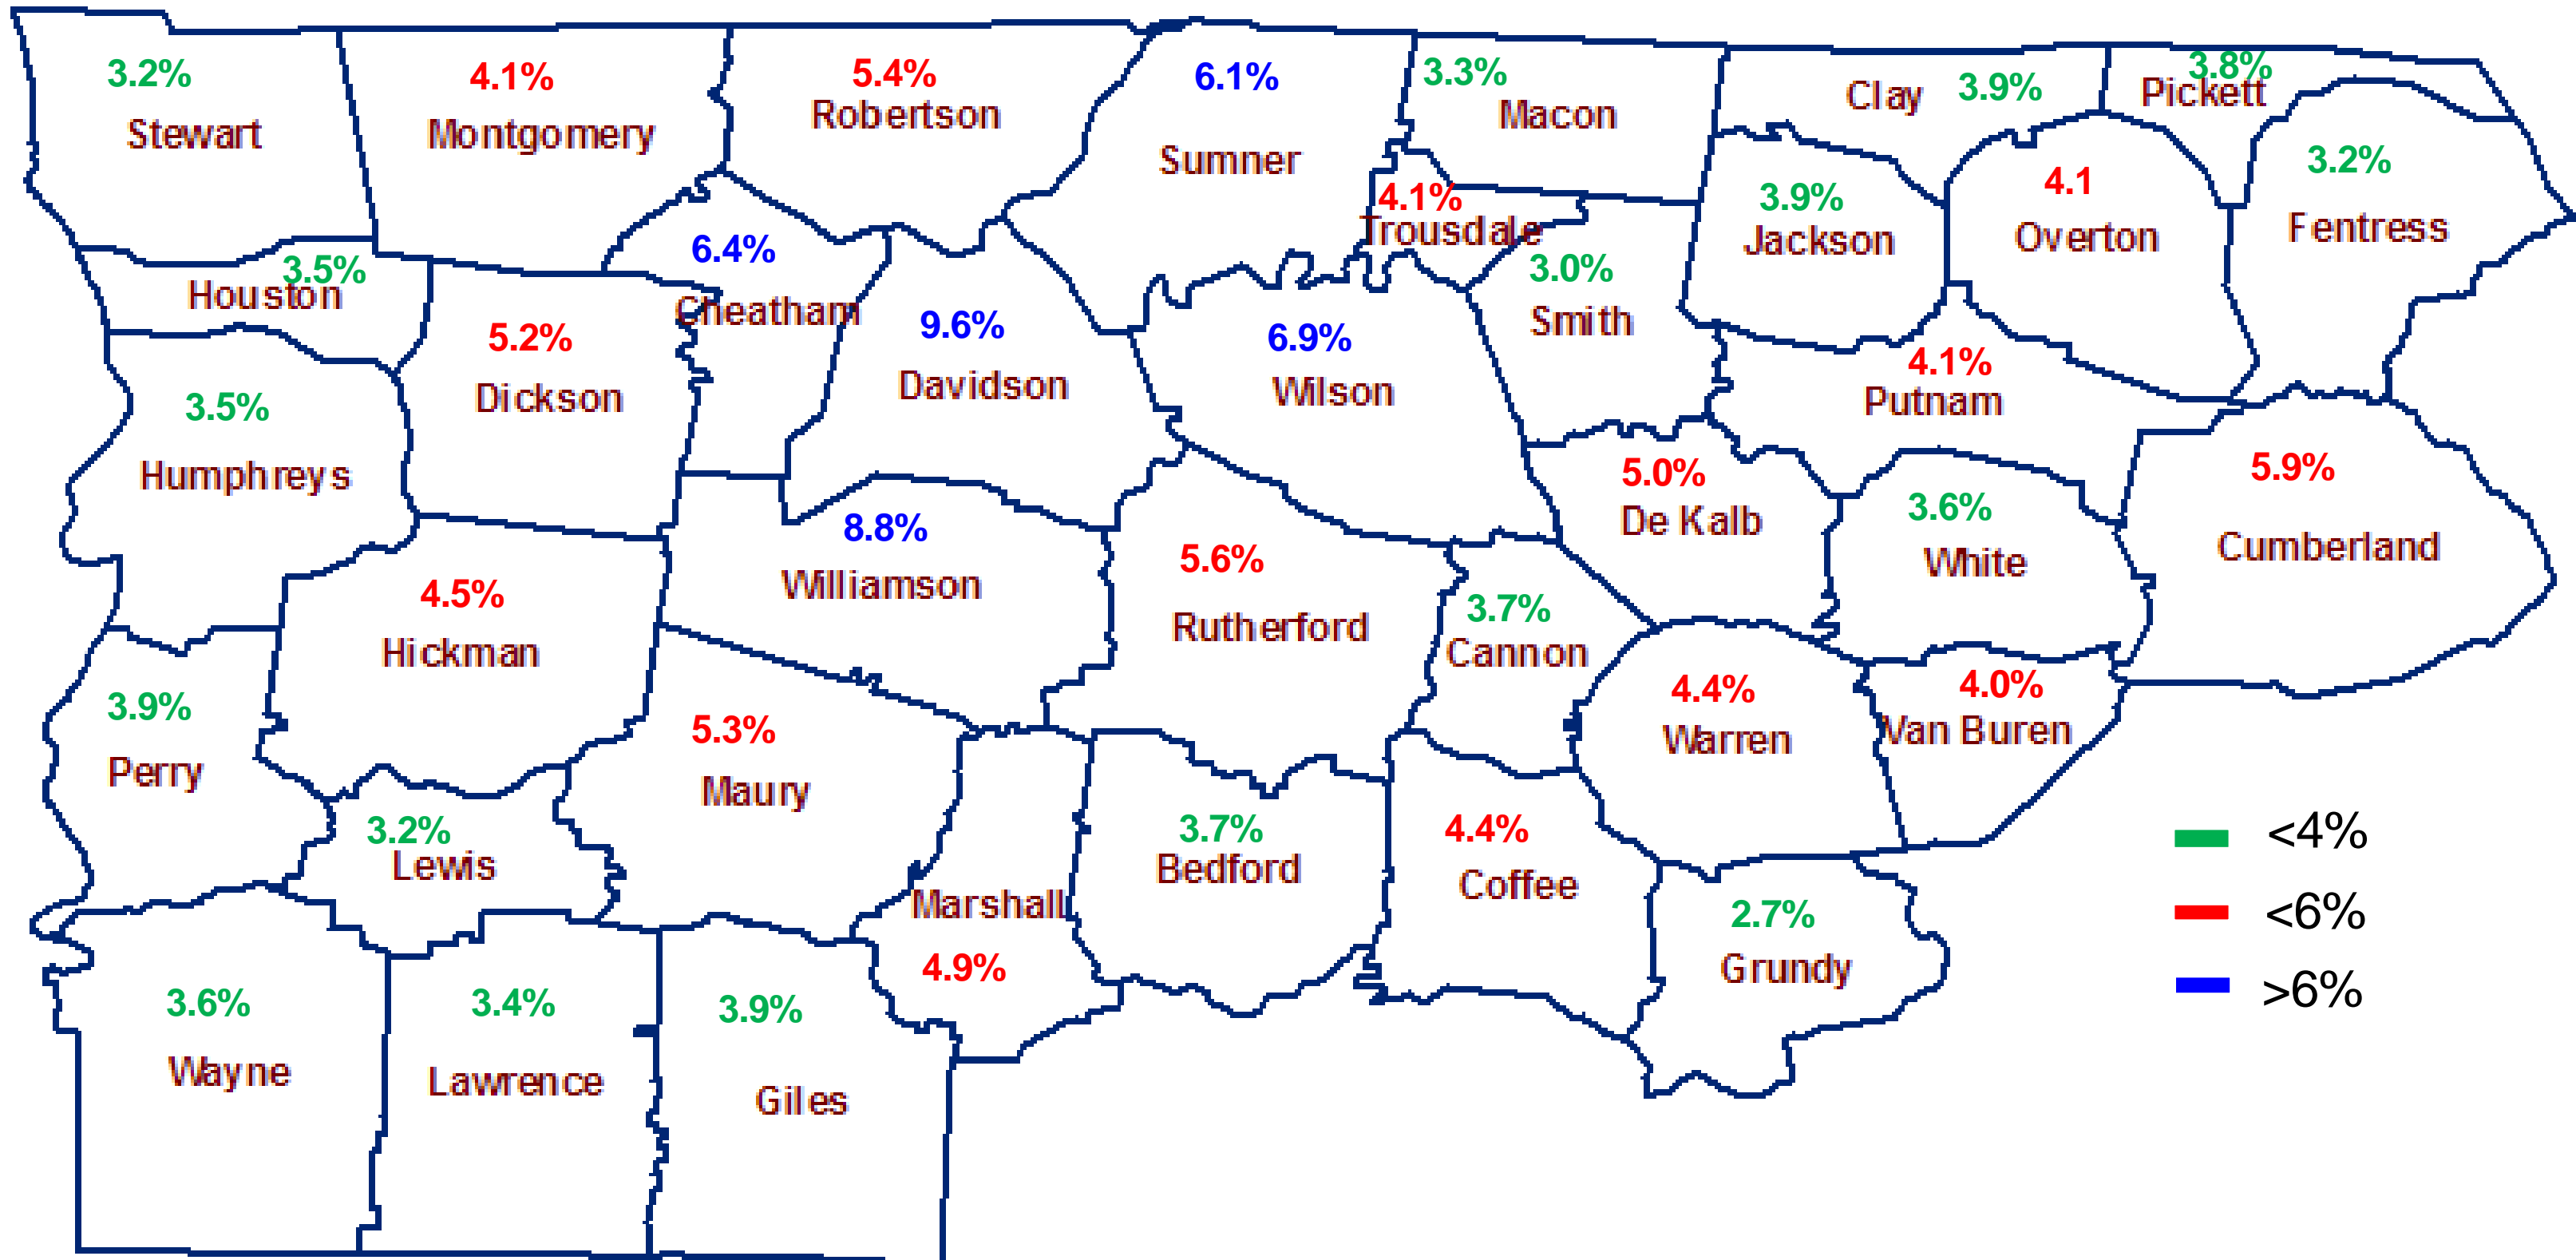 3.2%
Stewart
4.1%
Montgomery
5.4%
Robertson
6.1%
Sumner
3.3%
Macon
Clay 3.9%
3.8%
Pickett
4.1%
Trousdale
3.9%
Jackson
4.1
Overton
3.2%
Fentress
3.5%
Houston
5.2%
Dickson
6.4%
Cheatham
9.6%
Davidson
6.9%
Wilson
3.0%
Smith
4.1%
Putnam
3.5%
Humphreys
8.8%
Williamson
5.6%
Rutherford
5.0%
De Kalb
3.6%
White
5.9%
Cumberland
4.5%
Hickman
3.7%
Cannon
4.4%
Warren
4.0%
Van Buren
3.9%
Perry
5.3%
Maury
3.2%
Lewis
Marshall
4.9%
3.7%
Bedford
4.4%
Coffee
2.7%
Grundy
3.6%
Wayne
3.4%
Lawrence
3.9%
Giles
<4%
<6%
>6%